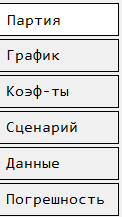 Партия
График
Коэф-ты
Сценарий
Данные
Погрешность